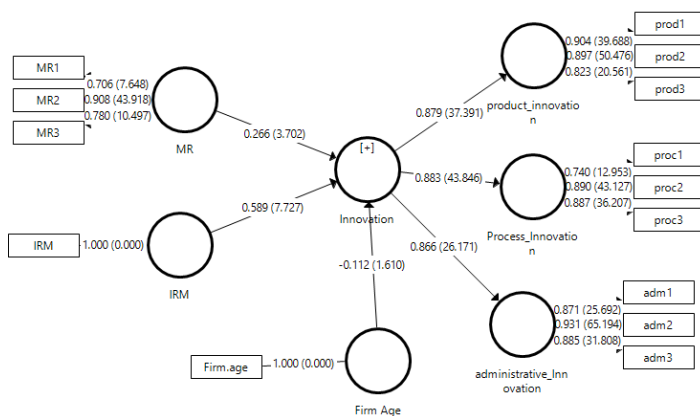 prod1
0.904 (39.688)
prod2
0.897 (50.476)
0.823 (20.561)
prod3
product_innovatio
n
MR1
0.706 (7.648)
MR2
0.908 (43.918)
0.780 (10.497)
MR3
MR
0.879 (37.391)
0.266 (3.702)
[+]
Innovation
0.883 (43.846)
proc1
0.740 (12.953)
proc2
0.890 (43.127)
0.887 (36.207)
proc3
Process_Innovatio
n
0.589 (7.727)
IRM
1.000 (0.000)
IRM
0.866 (26.171)
-0.112 (1.610)
adm1
0.871 (25.692)
adm2
0.931 (65.194)
0.885 (31.808)
adm3
administrative_Inn
ovation
Firm.age
1.000 (0.000)
Firm Age